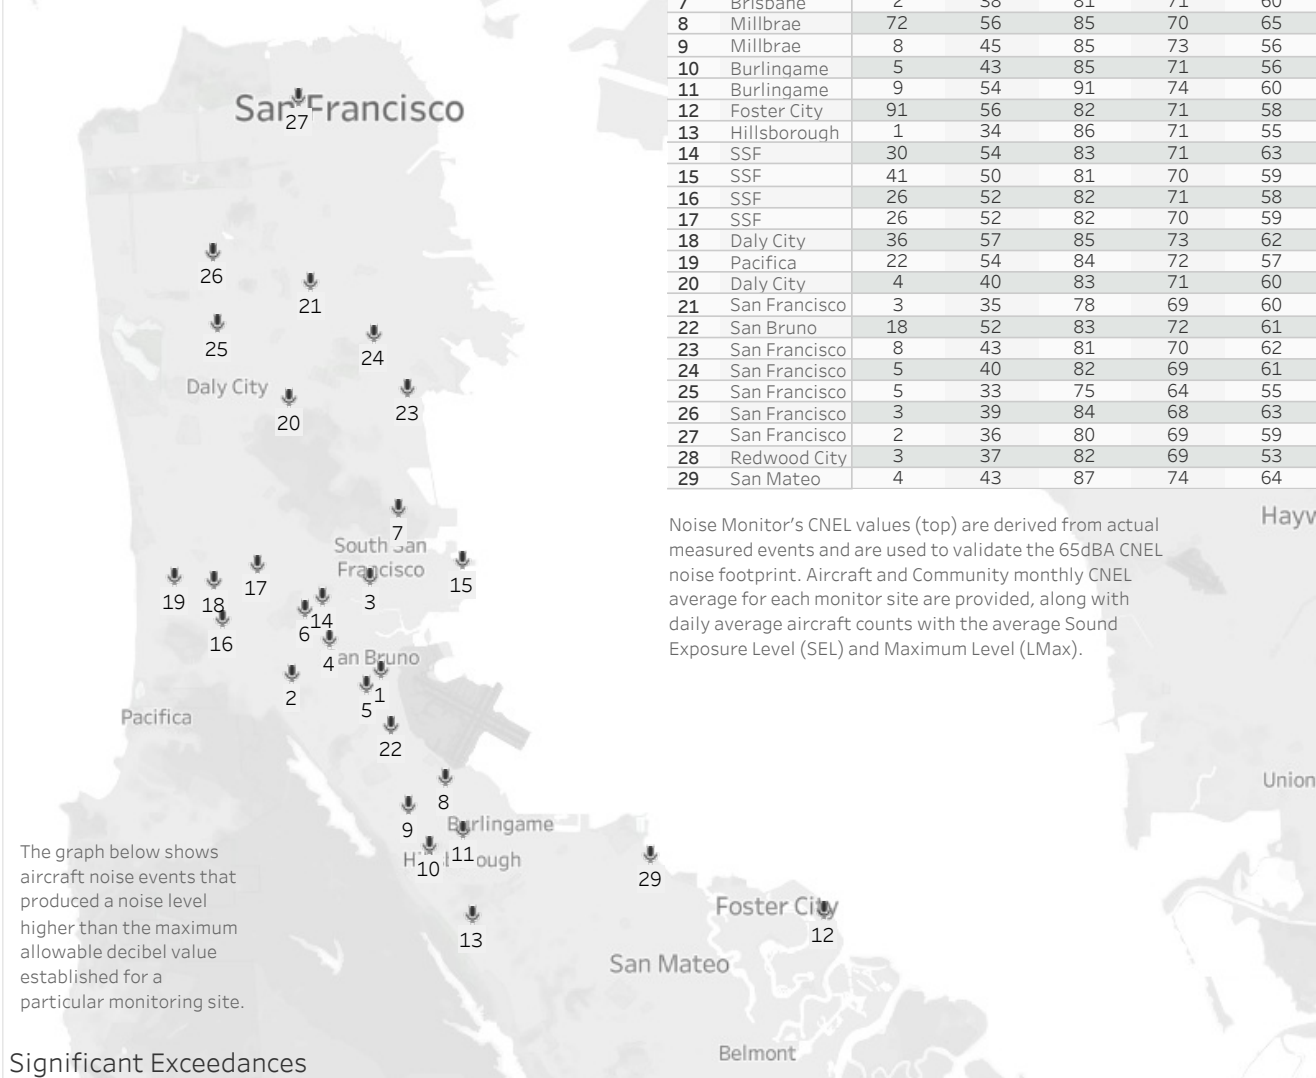 7 Brisbane 2 38 81 71 60
8 Millbrae 72 56 85 70 65
9 Millbrae 8 45 85 73 56
10 Burlingame 5 43 85 71 56
11 Burlingame 9 54 91 74 60
12 Foster City 91 56 82 71 58
13 Hillsborough 1 34 86 71 55
14 SSF 30 54 83 71 63
15 SSF 41 50 81 70 59
16 SSF 26 52 82 71 58
17 SSF 26 52 82 70 59
18 Daly City 36 57 85 73 62
19 Pacifica 22 54 84 72 57
20 Daly City 4 40 83 71 60
21 San Francisco 3 35 78 69 60
22 San Bruno 18 52 83 72 61
23 San Francisco 8 43 81 70 62
24 San Francisco 5 40 82 69 61
25 San Francisco 5 33 75 64 55
26 San Francisco 3 39 84 68 63
27 San Francisco 2 36 80 69 59
28 Redwood City 3 37 82 69 53
29 San Mateo 4 43 87 74 64
Noise Monitor's CNEL values (top) are derived from actual
measured events and are used to validate the 65dBA CNEL
noise footprint. Aircraft and Community monthly CNEL
average for each monitor site are provided, along with
daily average aircraft counts with the average Sound
Exposure Level (SEL) and Maximum Level (LMax).
San Francisco
27
26
21
25
24
Daly City
23
20
7
South San
Francisco
15
17
19
18
3
14
6
16
4
an Bruno
2
1
5
Pacifica
22
8
9
Burlingame
11
10
29
13
Foster City
12
San Mateo
Belmont
Hayw
Union
The graph below shows
aircraft noise events that
produced a noise level
higher than the maximum
allowable decibel value
established for a
particular monitoring site.
Significant Exceedances